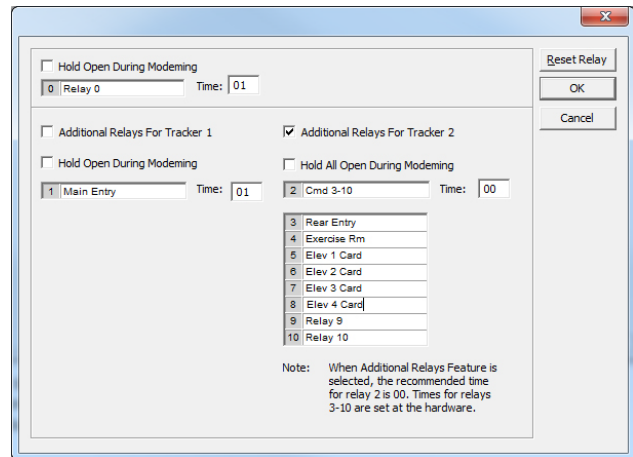 Hold Open During Modeming
0 Relay 0 Time: 01
Additional Relays For Tracker 1
Hold Open During Modeming
1 Main Entry Time: 01
Additional Relays For Tracker 2
Hold All Open During Modeming
2 Cmd 3-10 Time: 00
3 Rear Entry
4 Exercise Rm
5 Elev 1 Card
6 Elev 2 Card
7 Elev 3 Card
8 Elev 4 Card
9 Relay 9
10 Relay 10
Note: When Additional Relays Feature is
selected, the recommended time
for relay 2 is 00. Times for relays
3-10 are set at the hardware.
Reset Relay
OK
Cancel